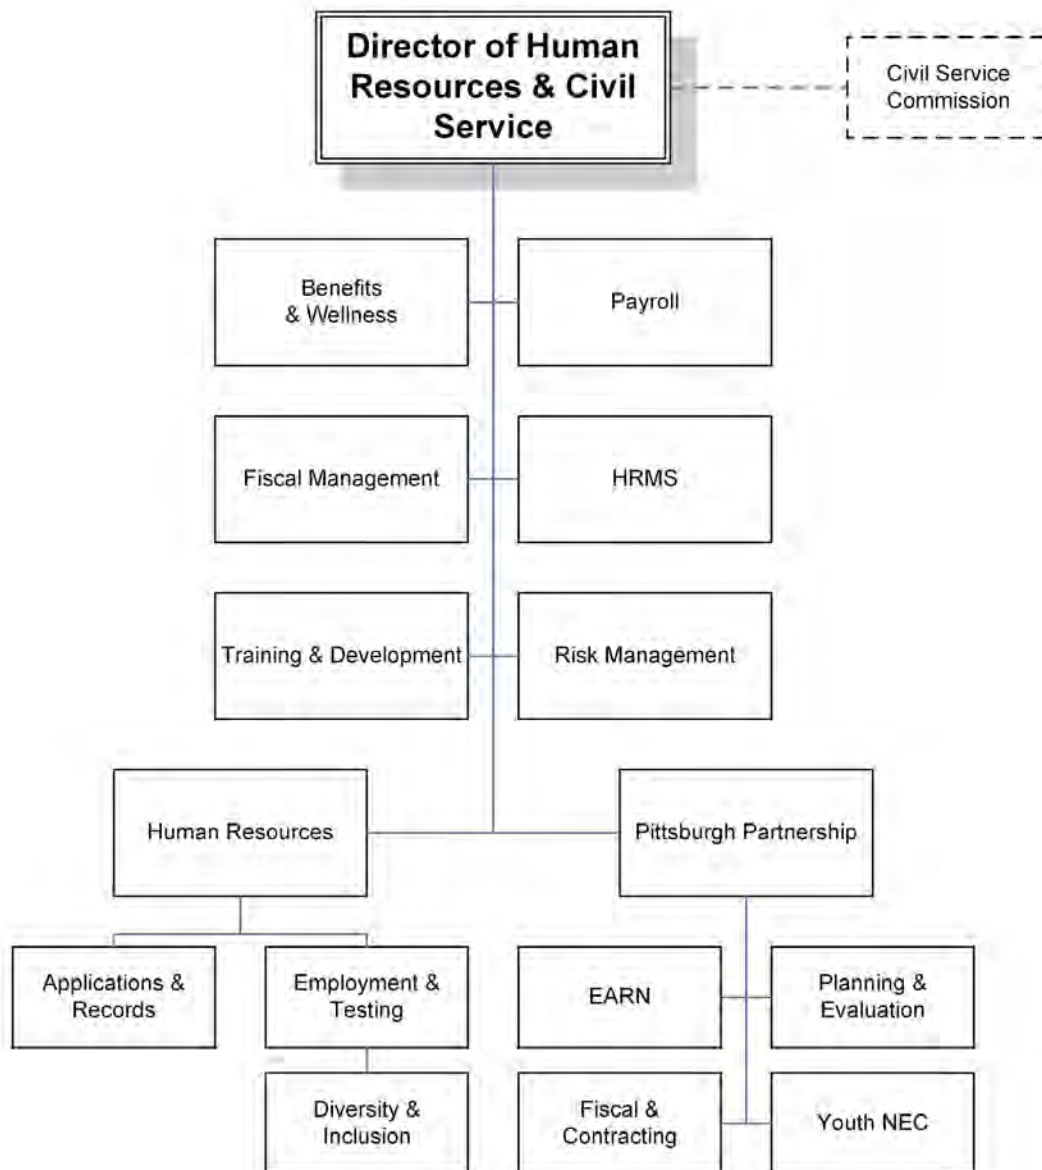 Director of Human
Resources & Civil
Service
Civil Service
Commission
Benefits
& Wellness
Payroll
Fiscal Management
HRMS
Training & Development
Risk Management
Human Resources
Pittsburgh Partnership
Applications &
Records
Employment &
Testing
EARN
Planning &
Evaluation
Diversity &
Inclusion
Fiscal &
Contracting
Youth NEC